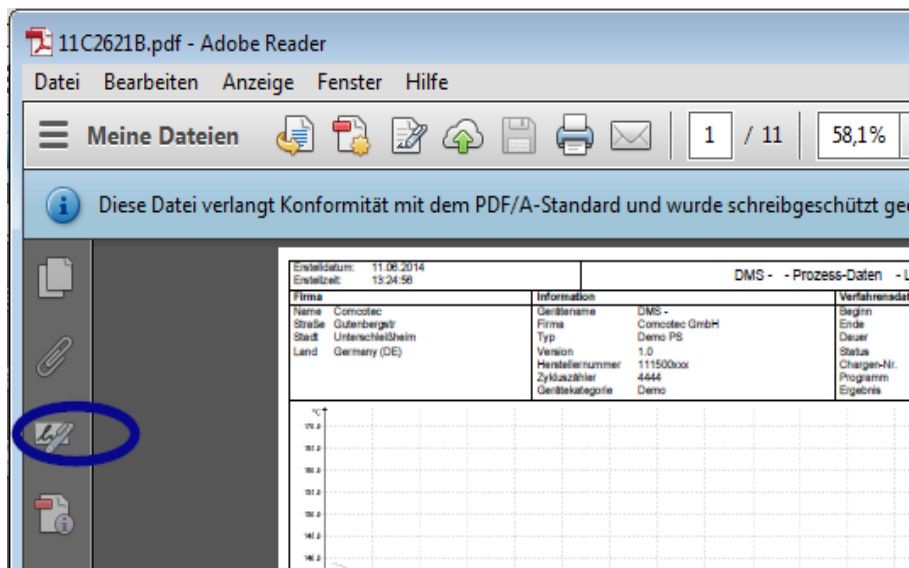 11C2621B.pdf - Adobe Reader
Datei Bearbeiten Anzeige Fenster Hilfe
Meine Dateien 1 / 11 58,1%
Diese Datei verlangt Konformität mit dem PDF/A-Standard und wurde schreibgeschützt
Erstelldatum: 11.06.2014
Erstellzeit: 13:24:56
DMS - - Prozess-Daten - L
Firma Information Verfahrensdat
Name Comcotec Gerätename DMS - Beginn
Straße Gutenbergstr Firma Comcotec GmbH Ende
Stadt Unterschleißheim Typ Demo PS Dauer
Land Germany (DE) Version 1.0 Status
Herstellernummer 111500xxx Chargen-Nr.
Zykluszähler 4444 Programm
Gerätekategorie Demo Ergebnis
°C